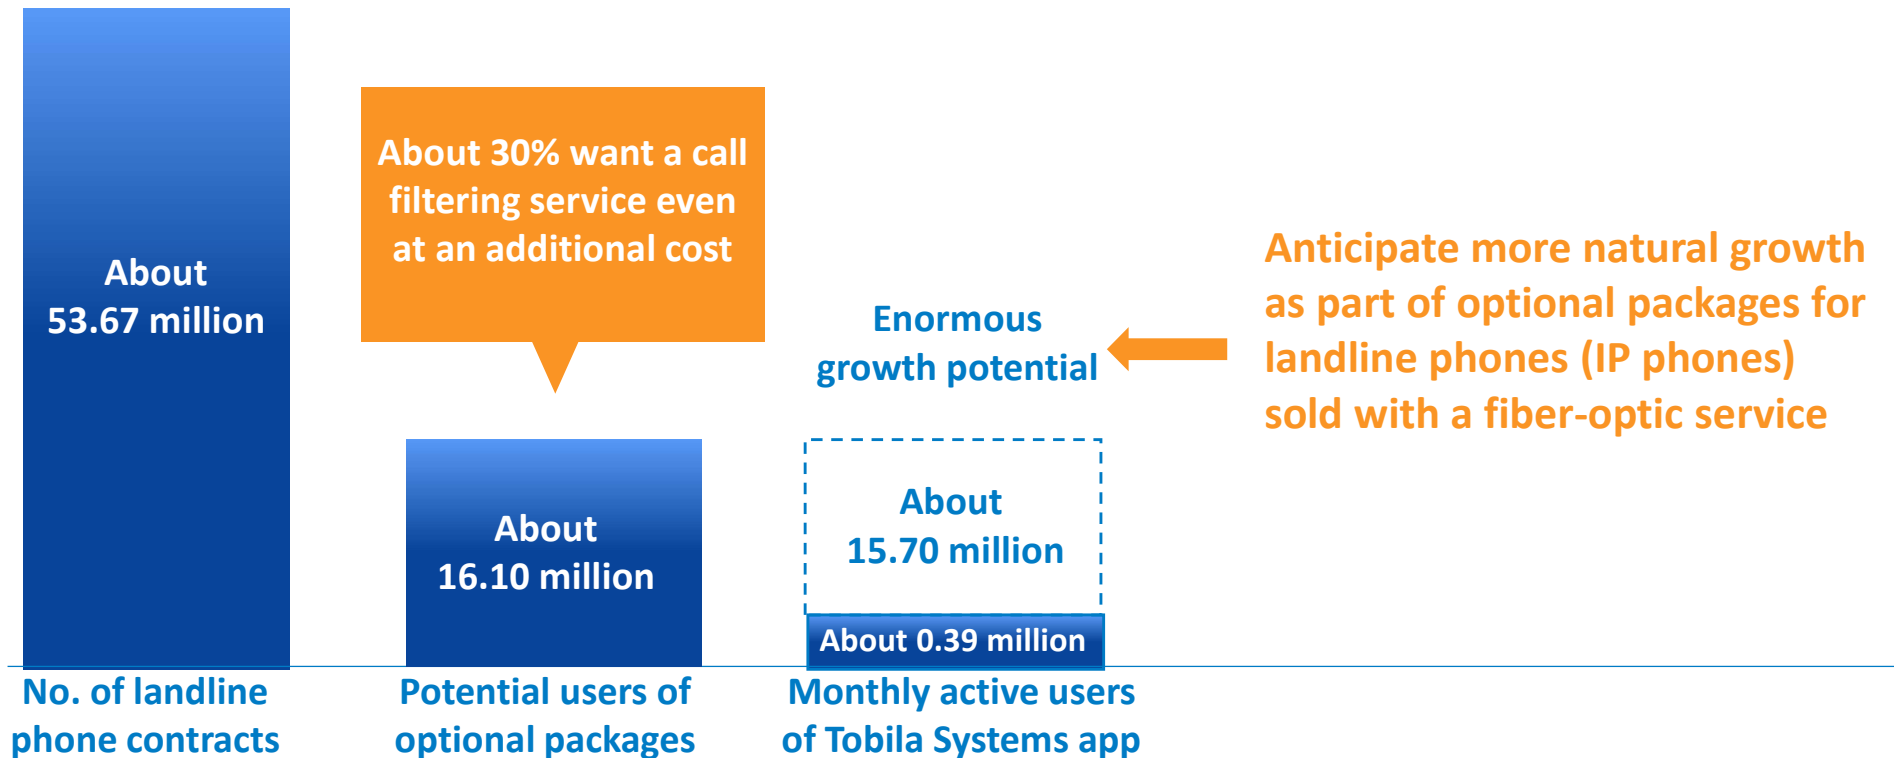 About
53.67 million
No. of landline
phone contracts
About 30% want a call
filtering service even
at an additional cost
About
16.10 million
Potential users of
optional packages
Enormous
growth potential
About
15.70 million
About 0.39 million
Monthly active users
of Tobila Systems app
Anticipate more natural growth
as part of optional packages for
landline phones (IP phones)
sold with a fiber-optic service